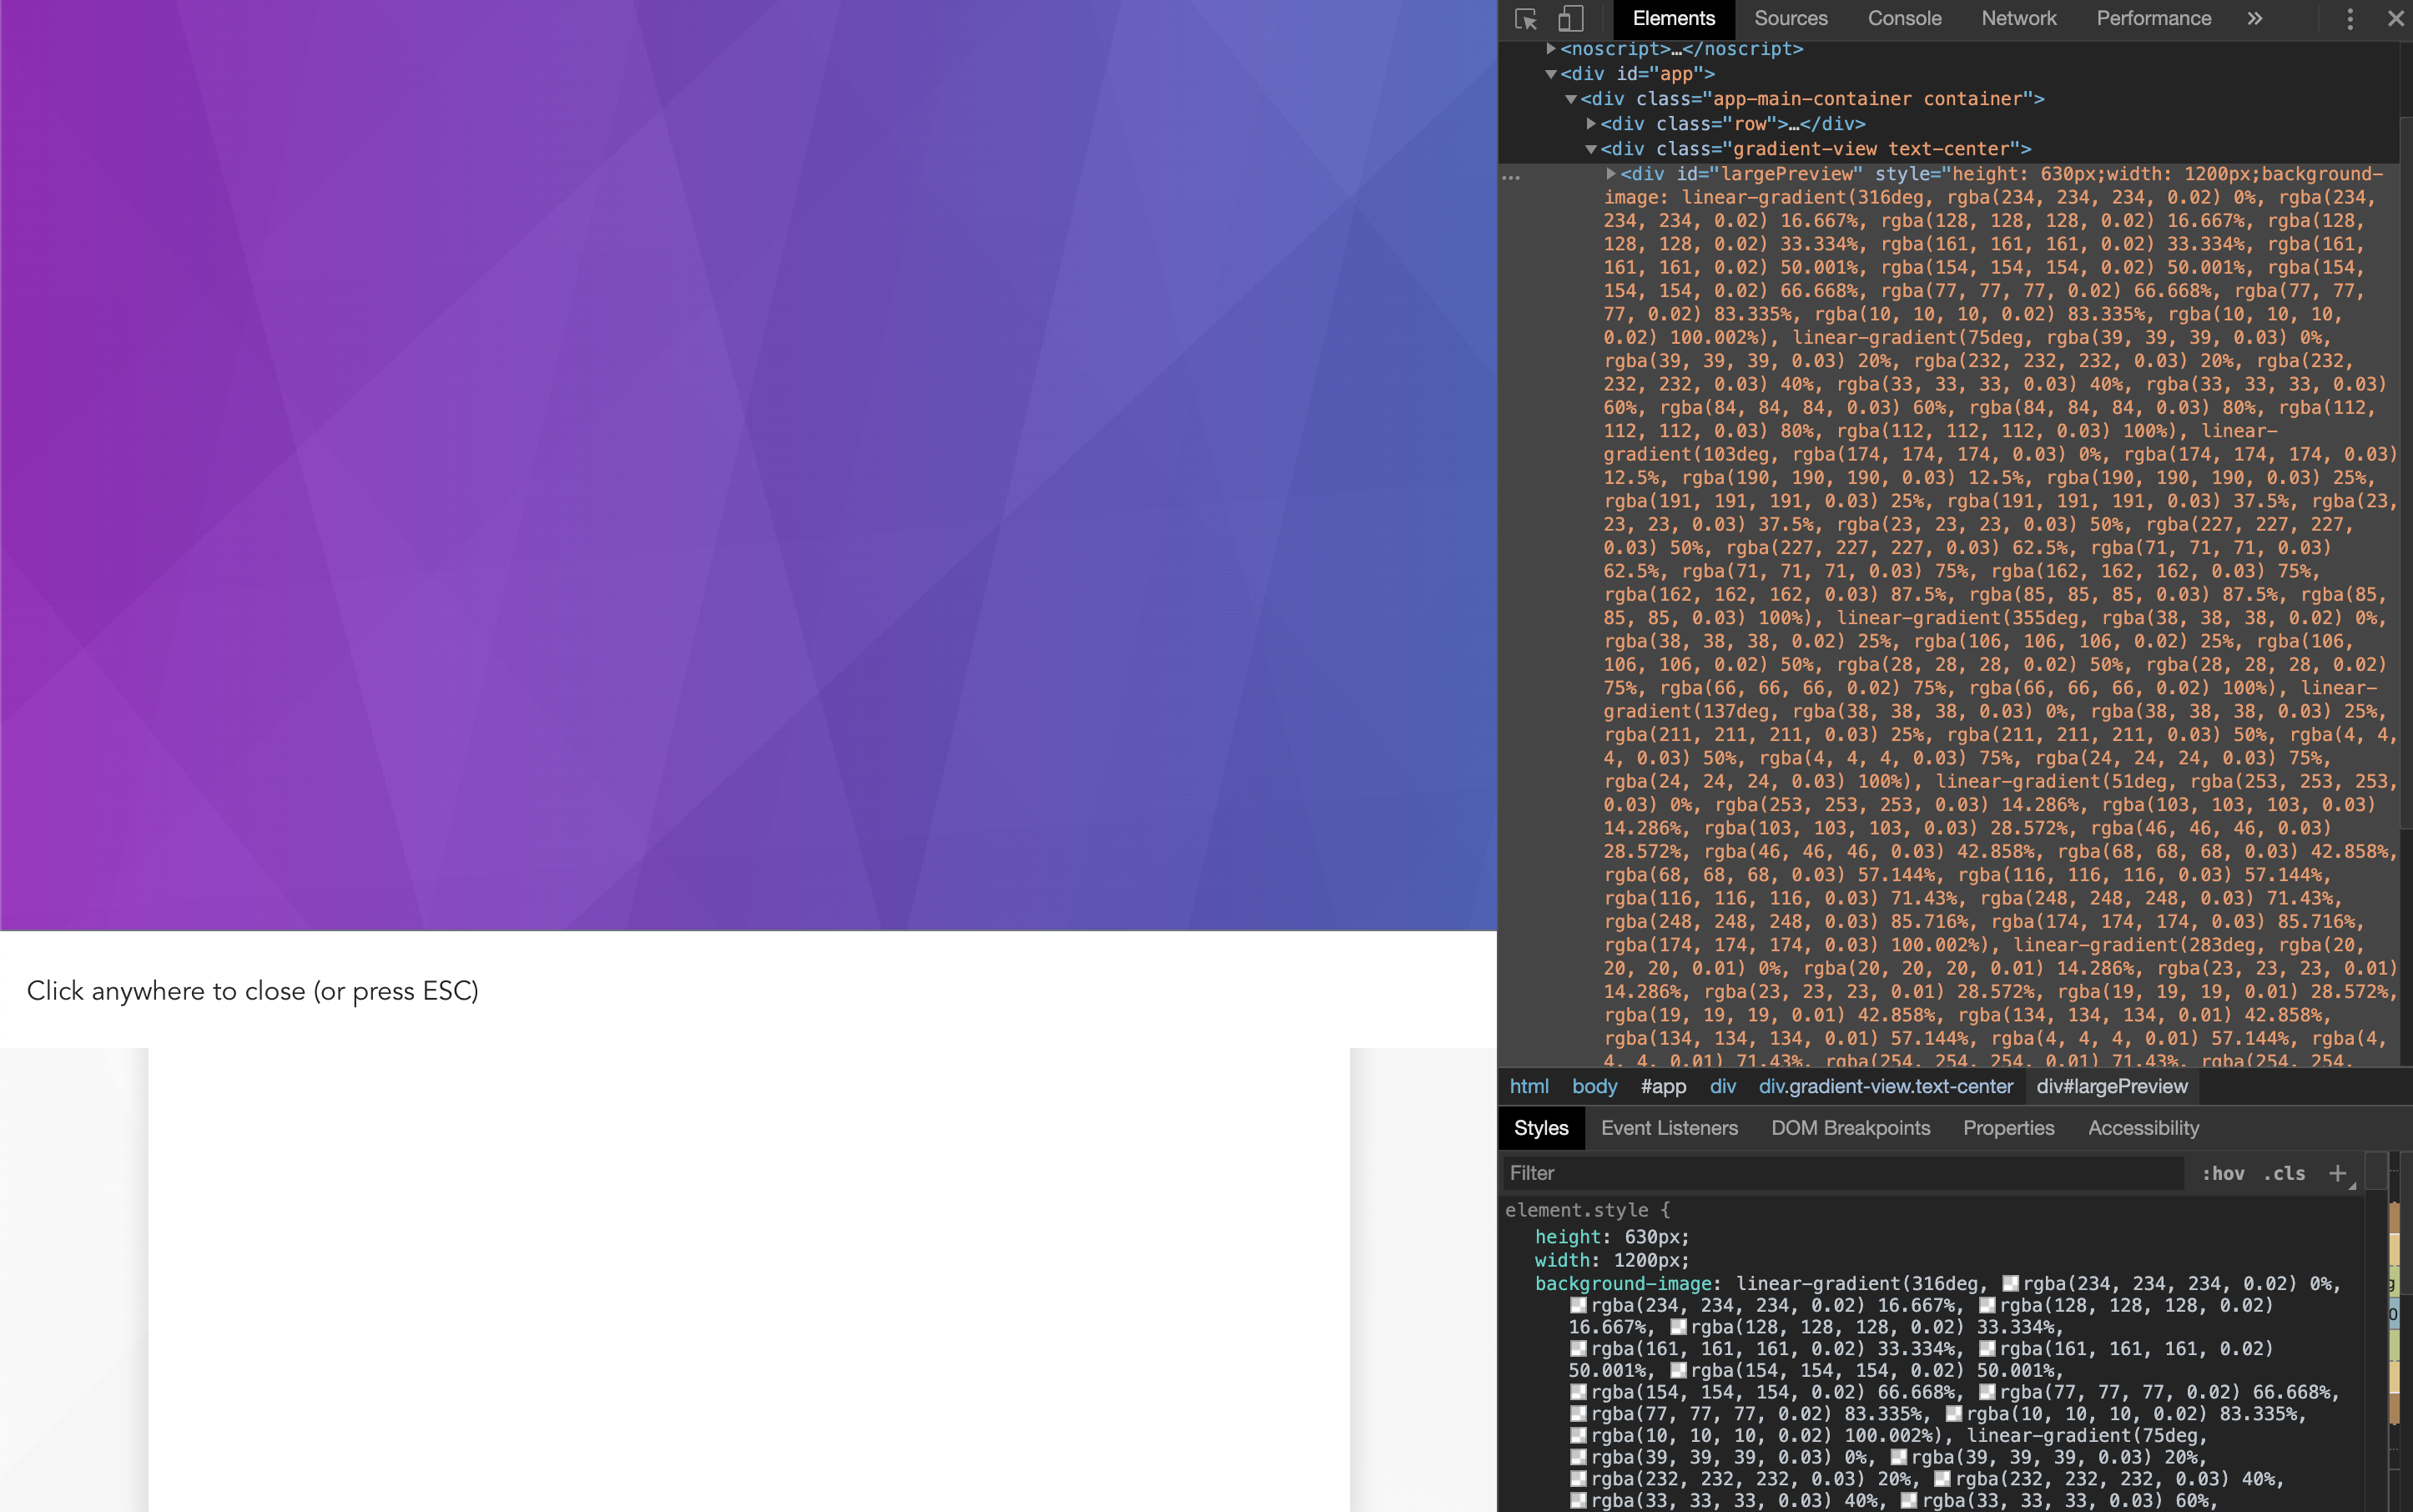 Click anywhere to close (or press ESC)
Elements Sources Console Network Performance »
<noscript>…</noscript>
<div id="app">
<div class="app-main-container container">
<div class="row">…</div>
<div class="gradient-view text-center">
<div id="largePreview" style="height: 630px;width: 1200px;background-
image: linear-gradient(316deg, rgba(234, 234, 234, 0.02) 0%, rgba(234,
234, 234, 0.02) 16.667%, rgba(128, 128, 128, 0.02) 16.667%, rgba(128,
128, 128, 0.02) 33.334%, rgba(161, 161, 161, 0.02) 33.334%, rgba(161,
161, 161, 0.02) 50.001%, rgba(154, 154, 154, 0.02) 50.001%, rgba(154,
154, 154, 0.02) 66.668%, rgba(77, 77, 77, 0.02) 66.668%, rgba(77, 77,
77, 0.02) 83.335%, rgba(10, 10, 10, 0.02) 83.335%, rgba(10, 10, 10,
0.02) 100.002%), linear-gradient(75deg, rgba(39, 39, 39, 0.03) 0%,
rgba(39, 39, 39, 0.03) 20%, rgba(232, 232, 232, 0.03) 20%, rgba(232,
232, 232, 0.03) 40%, rgba(33, 33, 33, 0.03) 40%, rgba(33, 33, 33, 0.03)
60%, rgba(84, 84, 84, 0.03) 60%, rgba(84, 84, 84, 0.03) 80%, rgba(112,
112, 112, 0.03) 80%, rgba(112, 112, 112, 0.03) 100%), linear-
gradient(103deg, rgba(174, 174, 174, 0.03) 0%, rgba(174, 174, 174, 0.03)
12.5%, rgba(190, 190, 190, 0.03) 12.5%, rgba(190, 190, 190, 0.03) 25%,
rgba(191, 191, 191, 0.03) 25%, rgba(191, 191, 191, 0.03) 37.5%, rgba(23,
23, 23, 0.03) 37.5%, rgba(23, 23, 23, 0.03) 50%, rgba(227, 227, 227,
0.03) 50%, rgba(227, 227, 227, 0.03) 62.5%, rgba(71, 71, 71, 0.03)
62.5%, rgba(71, 71, 71, 0.03) 75%, rgba(162, 162, 162, 0.03) 75%,
rgba(162, 162, 162, 0.03) 87.5%, rgba(85, 85, 85, 0.03) 87.5%, rgba(85,
85, 85, 0.03) 100%), linear-gradient(355deg, rgba(38, 38, 38, 0.02) 0%,
rgba(38, 38, 38, 0.02) 25%, rgba(106, 106, 106, 0.02) 25%, rgba(106,
106, 106, 0.02) 50%, rgba(28, 28, 28, 0.02) 50%, rgba(28, 28, 28, 0.02)
75%, rgba(66, 66, 66, 0.02) 75%, rgba(66, 66, 66, 0.02) 100%), linear-
gradient(137deg, rgba(38, 38, 38, 0.03) 0%, rgba(38, 38, 38, 0.03) 25%,
rgba(211, 211, 211, 0.03) 25%, rgba(211, 211, 211, 0.03) 50%, rgba(4, 4,
4, 0.03) 50%, rgba(4, 4, 4, 0.03) 75%, rgba(24, 24, 24, 0.03) 75%,
rgba(24, 24, 24, 0.03) 100%), linear-gradient(51deg, rgba(253, 253, 253,
0.03) 0%, rgba(253, 253, 253, 0.03) 14.286%, rgba(103, 103, 103, 0.03)
14.286%, rgba(103, 103, 103, 0.03) 28.572%, rgba(46, 46, 46, 0.03)
28.572%, rgba(46, 46, 46, 0.03) 42.858%, rgba(68, 68, 68, 0.03) 42.858%,
rgba(68, 68, 68, 0.03) 57.144%, rgba(116, 116, 116, 0.03) 57.144%,
rgba(116, 116, 116, 0.03) 71.43%, rgba(248, 248, 248, 0.03) 71.43%,
rgba(248, 248, 248, 0.03) 85.716%, rgba(174, 174, 174, 0.03) 85.716%,
rgba(174, 174, 174, 0.03) 100.002%), linear-gradient(283deg, rgba(20,
20, 20, 0.01) 0%, rgba(20, 20, 20, 0.01) 14.286%, rgba(23, 23, 23, 0.01)
14.286%, rgba(23, 23, 23, 0.01) 28.572%, rgba(19, 19, 19, 0.01) 28.572%,
rgba(19, 19, 19, 0.01) 42.858%, rgba(134, 134, 134, 0.01) 42.858%,
rgba(134, 134, 134, 0.01) 57.144%, rgba(4, 4, 4, 0.01) 57.144%, rgba(4,
4, 4, 0.01) 71.43%, rgba(254, 254, 254, 0.01) 71.43%, rgba(254, 254,
html body #app div div.gradient-view.text-center div#largePreview
Styles Event Listeners DOM Breakpoints Properties Accessibility
Filter :hov .cls +
element.style {
height: 630px;
width: 1200px;
background-image: linear-gradient(316deg, rgba(234, 234, 234, 0.02) 0%,
rgba(234, 234, 234, 0.02) 16.667%, rgba(128, 128, 128, 0.02)
16.667%, rgba(128, 128, 128, 0.02) 33.334%,
rgba(161, 161, 161, 0.02) 33.334%, rgba(161, 161, 161, 0.02)
50.001%, rgba(154, 154, 154, 0.02) 50.001%,
rgba(154, 154, 154, 0.02) 66.668%, rgba(77, 77, 77, 0.02) 66.668%,
rgba(77, 77, 77, 0.02) 83.335%, rgba(10, 10, 10, 0.02) 83.335%,
rgba(10, 10, 10, 0.02) 100.002%), linear-gradient(75deg,
rgba(39, 39, 39, 0.03) 0%, rgba(39, 39, 39, 0.03) 20%,
rgba(232, 232, 232, 0.03) 20%, rgba(232, 232, 232, 0.03) 40%,
rgba(33, 33, 33, 0.03) 40%, rgba(33, 33, 33, 0.03) 60%,